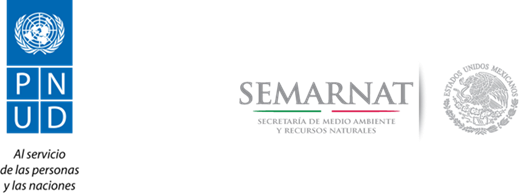 PN
UD
Al servicio
de las personas
y las naciones
SEMARNAT
SECRETARÍA DE MEDIO AMBIENTE
Y RECURSOS NATURALES
ESTADOS UNIDOS MEXICANOS